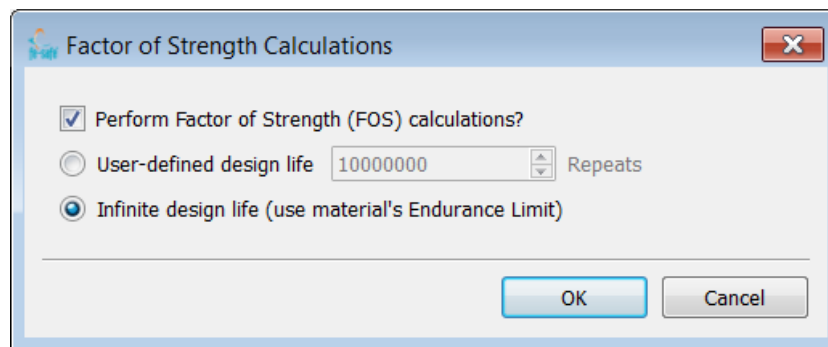 Factor of Strength Calculations
Perform Factor of Strength (FOS) calculations?
User-defined design life 10000000 Repeats
Infinite design life (use material's Endurance Limit)
OK Cancel